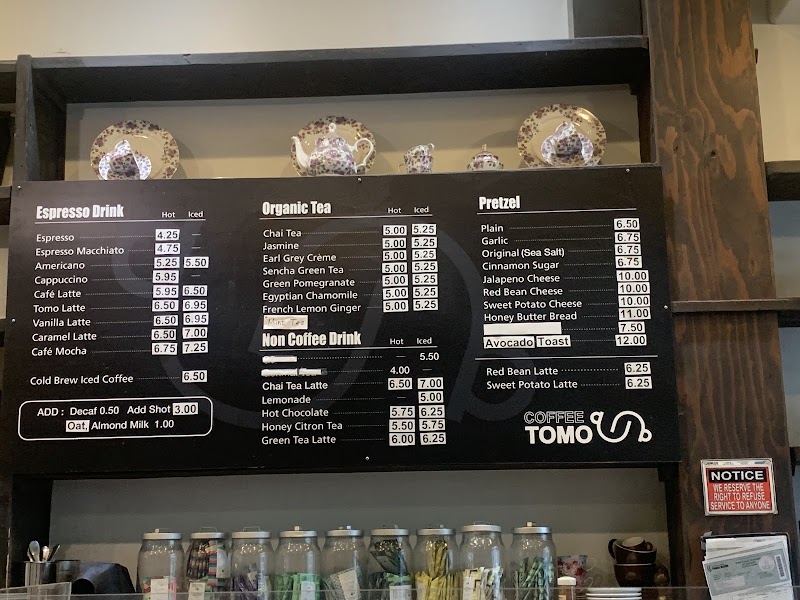 Espresso Drink Hot Iced
Espresso 4.25 —
Espresso Macchiato 4.75 —
Americano 5.25 5.50
Cappuccino 5.95 —
Café Latte 5.95 6.50
Tomo Latte 6.50 6.95
Vanilla Latte 6.50 6.95
Caramel Latte 6.50 7.00
Café Mocha 6.75 7.25
Cold Brew Iced Coffee 6.50
ADD : Decaf 0.50 Add Shot 3.00
Oat, Almond Milk 1.00
Organic Tea Hot Iced
Chai Tea 5.00 5.25
Jasmine 5.00 5.25
Earl Grey Crème 5.00 5.25
Sencha Green Tea 5.00 5.25
Green Pomegranate 5.00 5.25
Egyptian Chamomile 5.00 5.25
French Lemon Ginger 5.00 5.25
Mint Tea
Non Coffee Drink Hot Iced
— 5.50
4.00 —
Chai Tea Latte 6.50 7.00
Lemonade — 5.00
Hot Chocolate 5.75 6.25
Honey Citron Tea 5.50 5.75
Green Tea Latte 6.00 6.25
Pretzel
Plain 6.50
Garlic 6.75
Original (Sea Salt) 6.75
Cinnamon Sugar 6.75
Jalapeno Cheese 10.00
Red Bean Cheese 10.00
Sweet Potato Cheese 10.00
Honey Butter Bread 11.00
7.50
Avocado Toast 12.00
Red Bean Latte 6.25
Sweet Potato Latte 6.25
COFFEE
TOMO
NOTICE
WE RESERVE THE
RIGHT TO REFUSE
SERVICE TO ANYONE